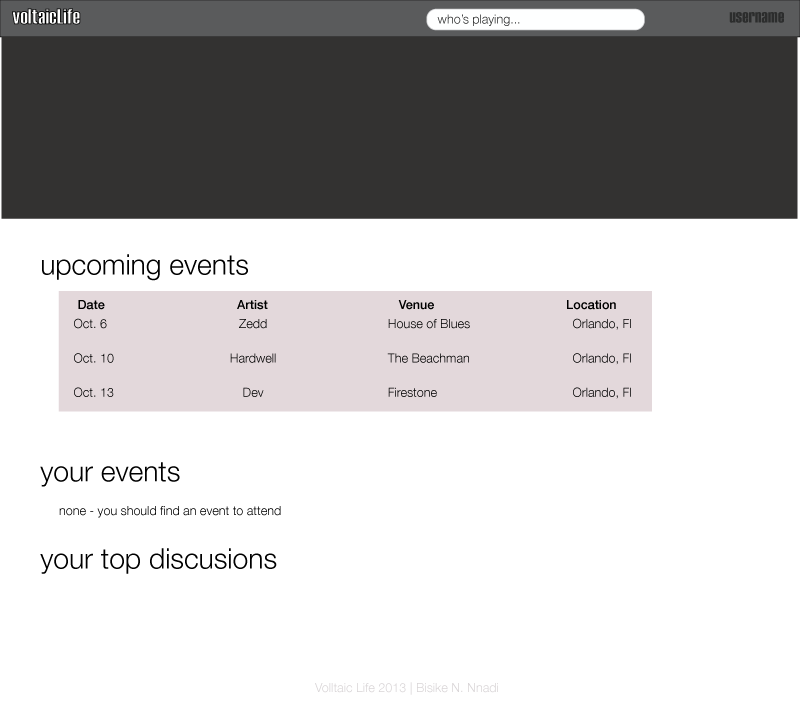 voltaicLife who's playing... username
upcoming events
Date Artist Venue Location
Oct. 6 Zedd House of Blues Orlando, Fl
Oct. 10 Hardwell The Beachman Orlando, Fl
Oct. 13 Dev Firestone Orlando, Fl
your events
none - you should find an event to attend
your top discusions
Volltaic Life 2013 | Bisike N. Nnadi